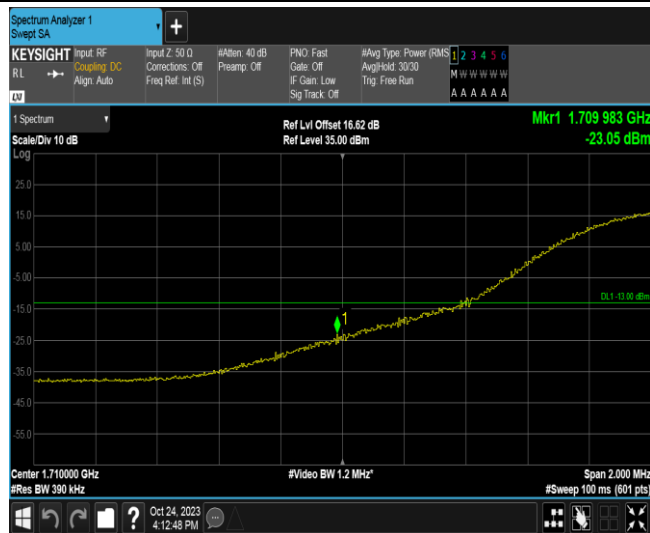 Spectrum Analyzer 1
Swept SA
+
KEYSIGHT
RL
LXI
Input: RF
Coupling: DC
Align: Auto
Input Z: 50 Ω
Corrections: Off
Freq Ref: Int (S)
#Atten: 40 dB
Preamp: Off
PNO: Fast
Gate: Off
IF Gain: Low
Sig Track: Off
#Avg Type: Power (RMS
Avg|Hold: 30/30
Trig: Free Run
1 2 3 4 5 6
M W W W W W
A A A A A A
1 Spectrum
Scale/Div 10 dB
Log
Ref Lvl Offset 16.62 dB
Ref Level 35.00 dBm
Mkr1 1.709 983 GHz
-23.05 dBm
25.0
15.0
5.00
-5.00
-15.0
-25.0
-35.0
-45.0
-55.0
1
DL1 -13.00 dBm
Center 1.710000 GHz
#Res BW 390 kHz
#Video BW 1.2 MHz*
Span 2.000 MHz
#Sweep 100 ms (601 pts)
?
Oct 24, 2023
4:12:48 PM